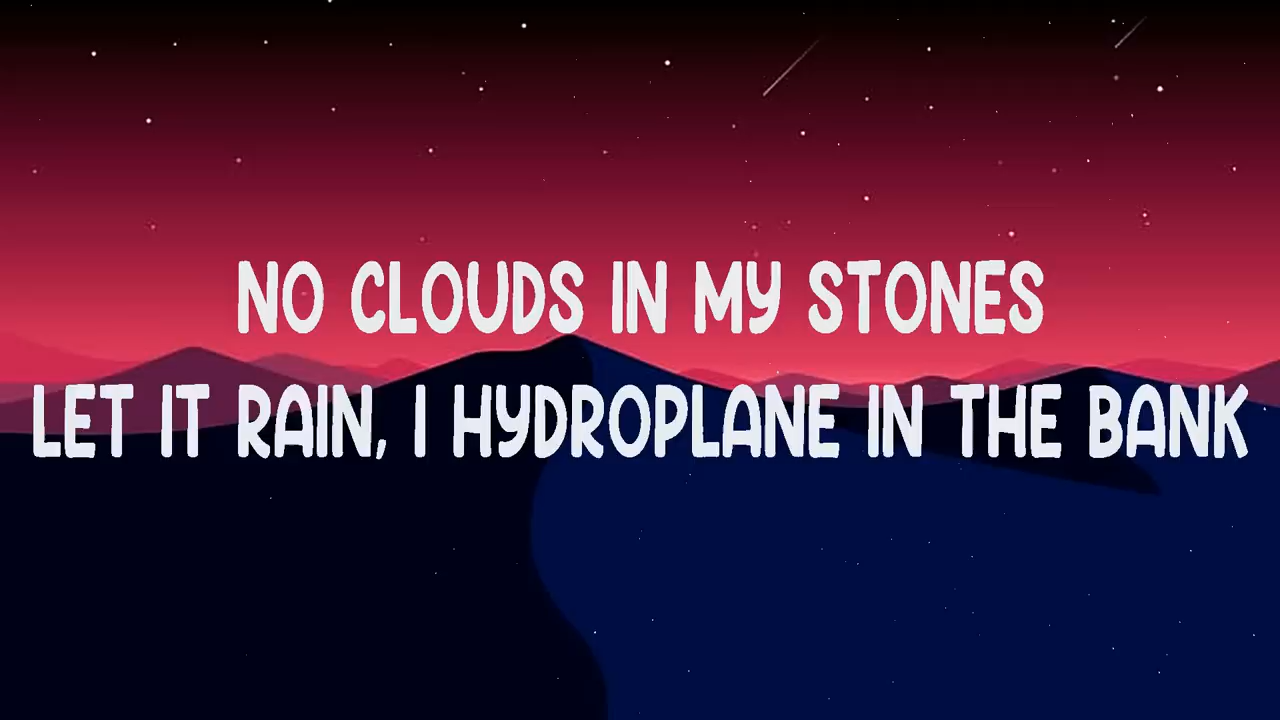 NO CLOUDS IN MY STONES
LET IT RAIN, I HYDROPLANE IN THE BANK